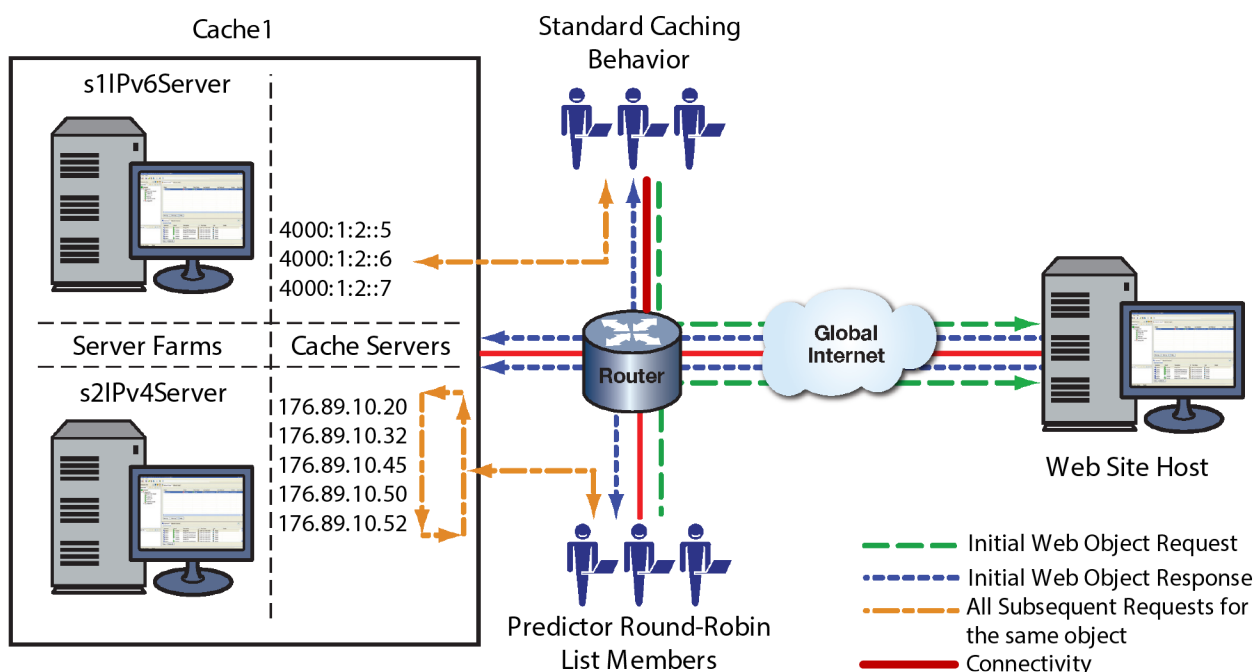 Cache1
s1IPv6Server
4000:1:2::5
4000:1:2::6
4000:1:2::7
Server Farms
Cache Servers
s2IPv4Server
176.89.10.20
176.89.10.32
176.89.10.45
176.89.10.50
176.89.10.52
Standard Caching
Behavior
Router
Global
Internet
Web Site Host
Predictor Round-Robin
List Members
Initial Web Object Request
Initial Web Object Response
All Subsequent Requests for
the same object
Connectivity